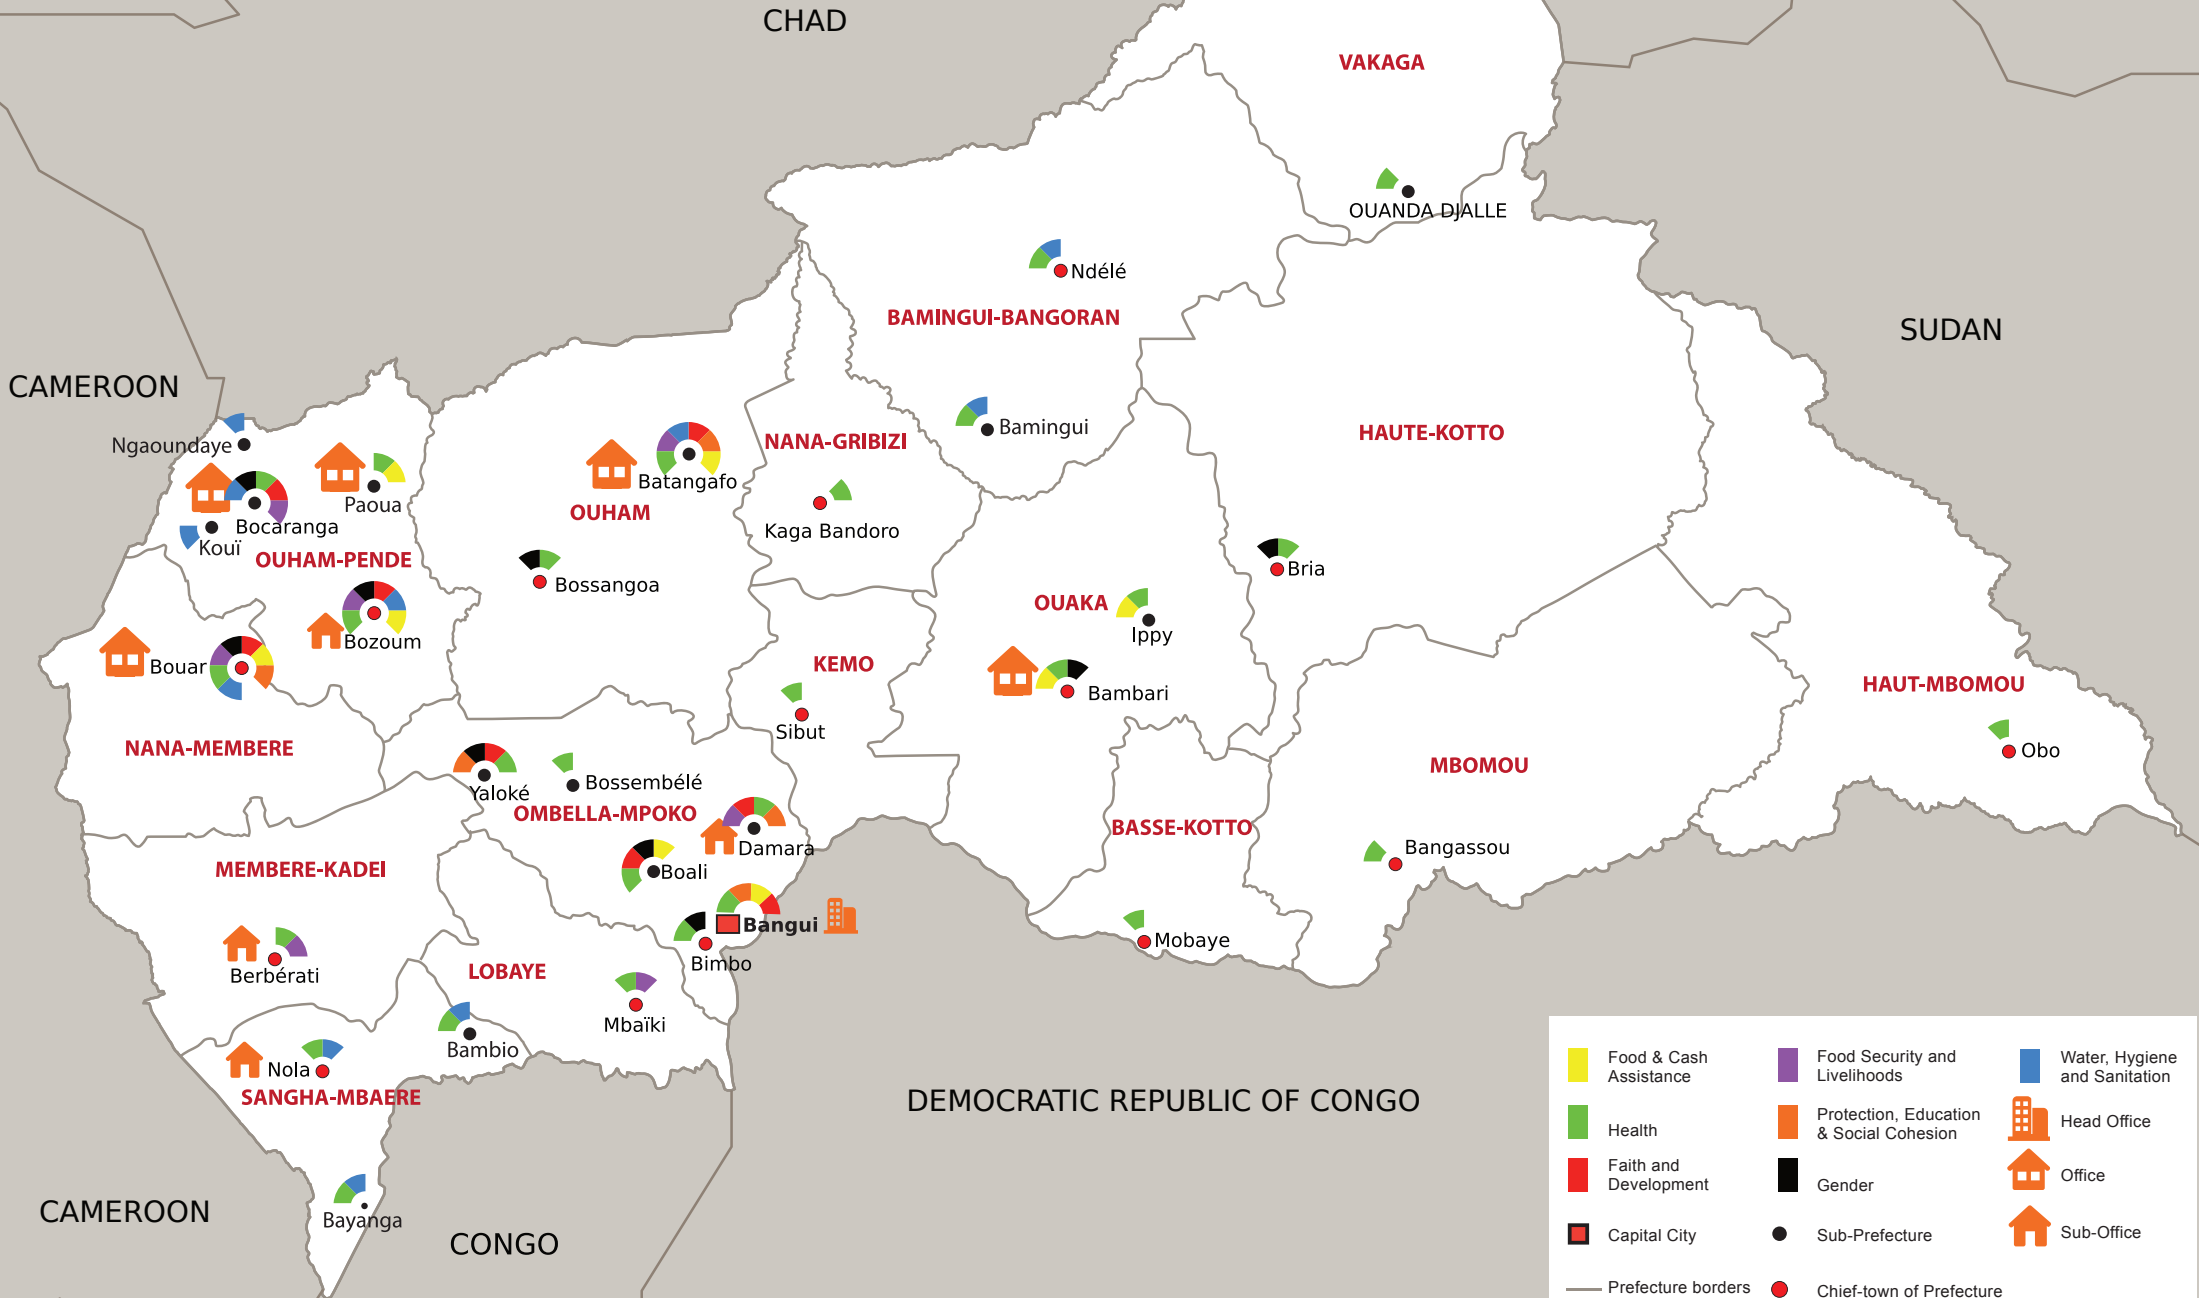 CHAD
VAKAGA
OUANDA DJALLE
Ndélé
BAMINGUI-BANGORAN
SUDAN
CAMEROON
Ngaoundaye
Bamingui
HAUTE-KOTTO
NANA-GRIBIZI
Batangafo
Paoua
OUHAM
Bocaranga
Kaga Bandoro
Kouï
OUHAM-PENDE
Bria
Bossangoa
OUAKA
Ippy
Bozoum
Bouar
KEMO
HAUT-MBOMOU
Bambari
Sibut
NANA-MEMBERE
Obo
MBOMOU
Bossembélé
Yaloké
OMBELLA-MPOKO
BASSE-KOTTO
Damara
Bangassou
MEMBERE-KADEI
Boali
Bangui
Mobaye
Bimbo
LOBAYE
Berbérati
Mbaïki
Bambio
Nola
SANGHA-MBAERE
DEMOCRATIC REPUBLIC OF CONGO
CAMEROON
Bayanga
CONGO
Food & Cash
Assistance
Food Security and
Livelihoods
Water, Hygiene
and Sanitation
Health
Protection, Education
& Social Cohesion
Head Office
Faith and
Development
Gender
Office
Capital City
Sub-Prefecture
Sub-Office
Prefecture borders
Chief-town of Prefecture